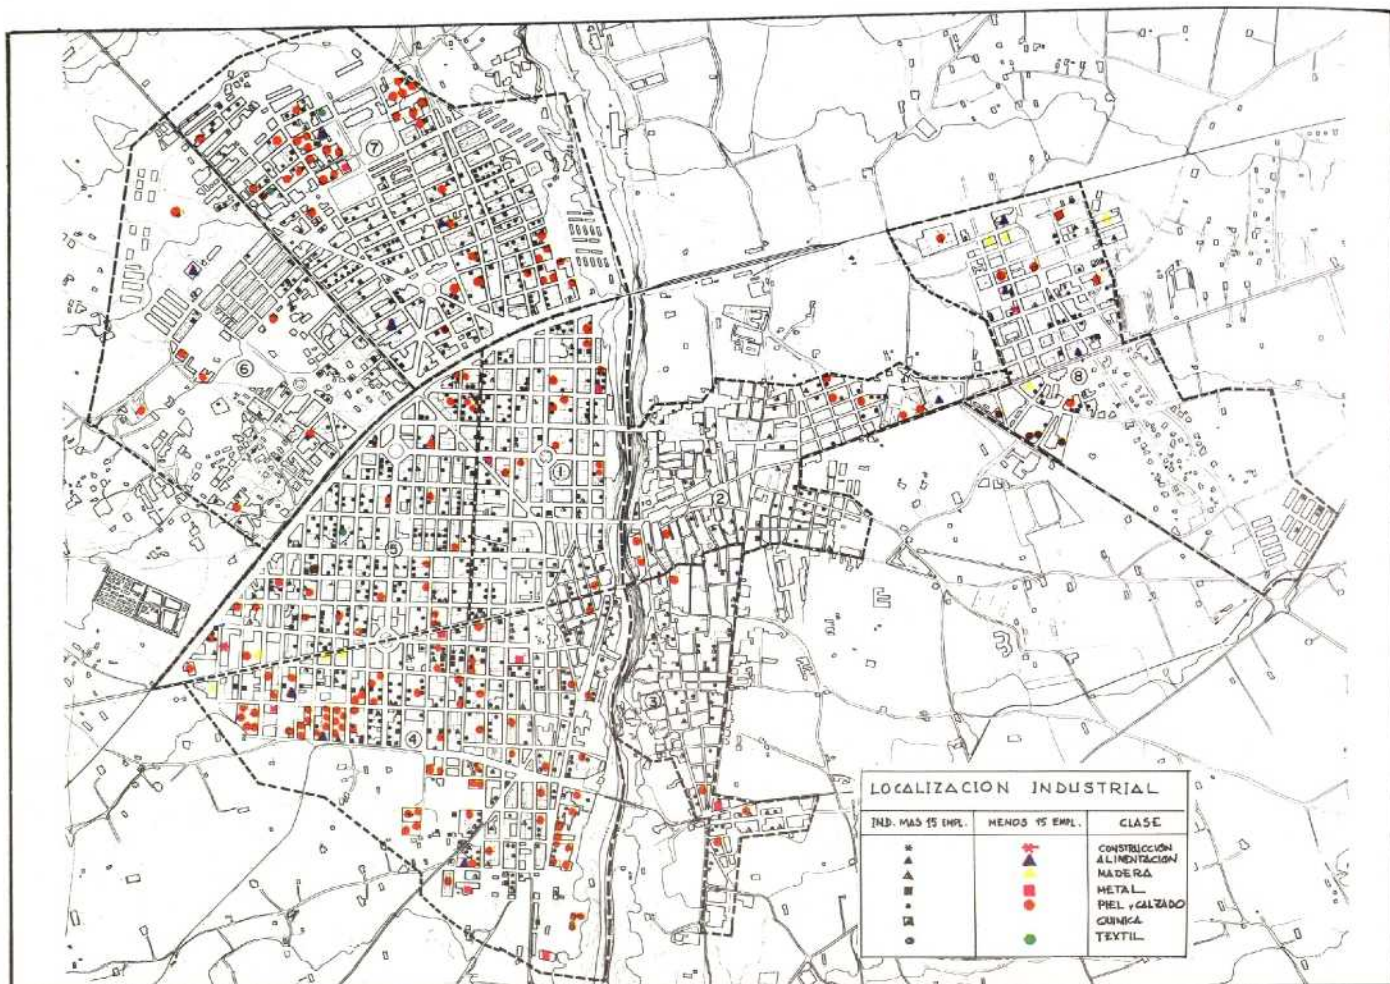 7
6
8
1
2
5
3
4
LOCALIZACION INDUSTRIAL
IND. MAS 15 EMPL. MENOS 15 EMPL. CLASE
CONSTRUCCIÓN
ALIMENTACION
MADERA
METAL
PIEL Y CALZADO
QUIMICA
TEXTIL